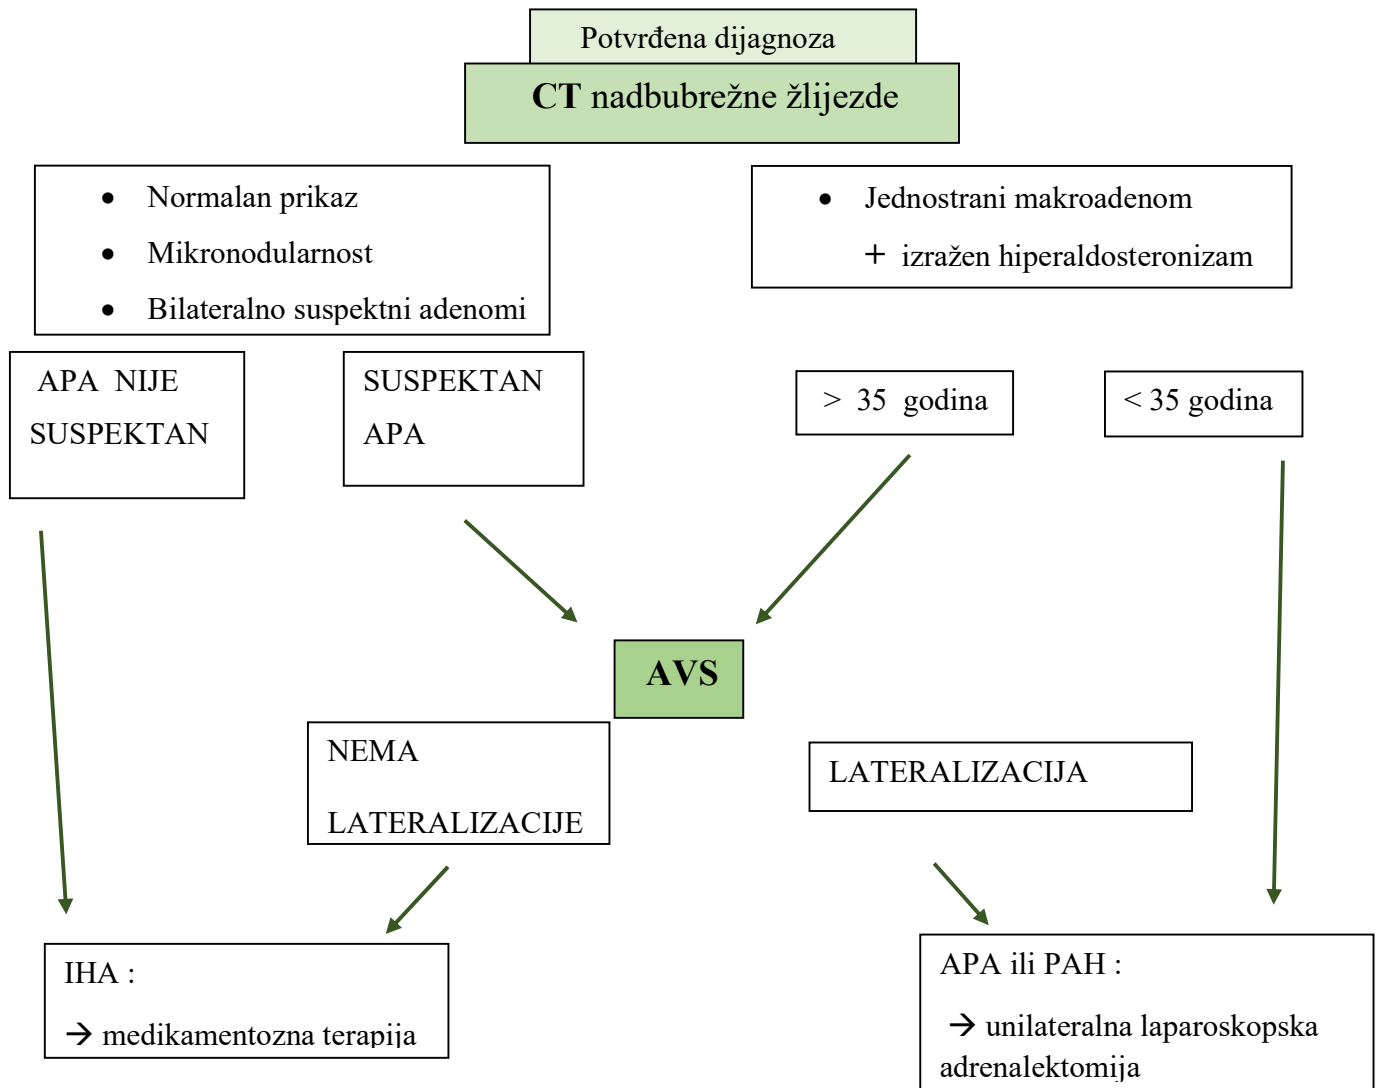 Potvrđena dijagnoza
CT nadbubrežne žlijezde
• Normalan prikaz
• Mikronodularnost
• Bilateralno suspektni adenomi
• Jednostrani makroadenom
+ izražen hiperaldosteronizam
APA NIJE
SUSPEKTAN
SUSPEKTAN
APA
> 35 godina
< 35 godina
AVS
NEMA
LATERALIZACIJE
LATERALIZACIJA
IHA :
→ medikamentozna terapija
APA ili PAH :
→ unilateralna laparoskopska
adrenalektomija